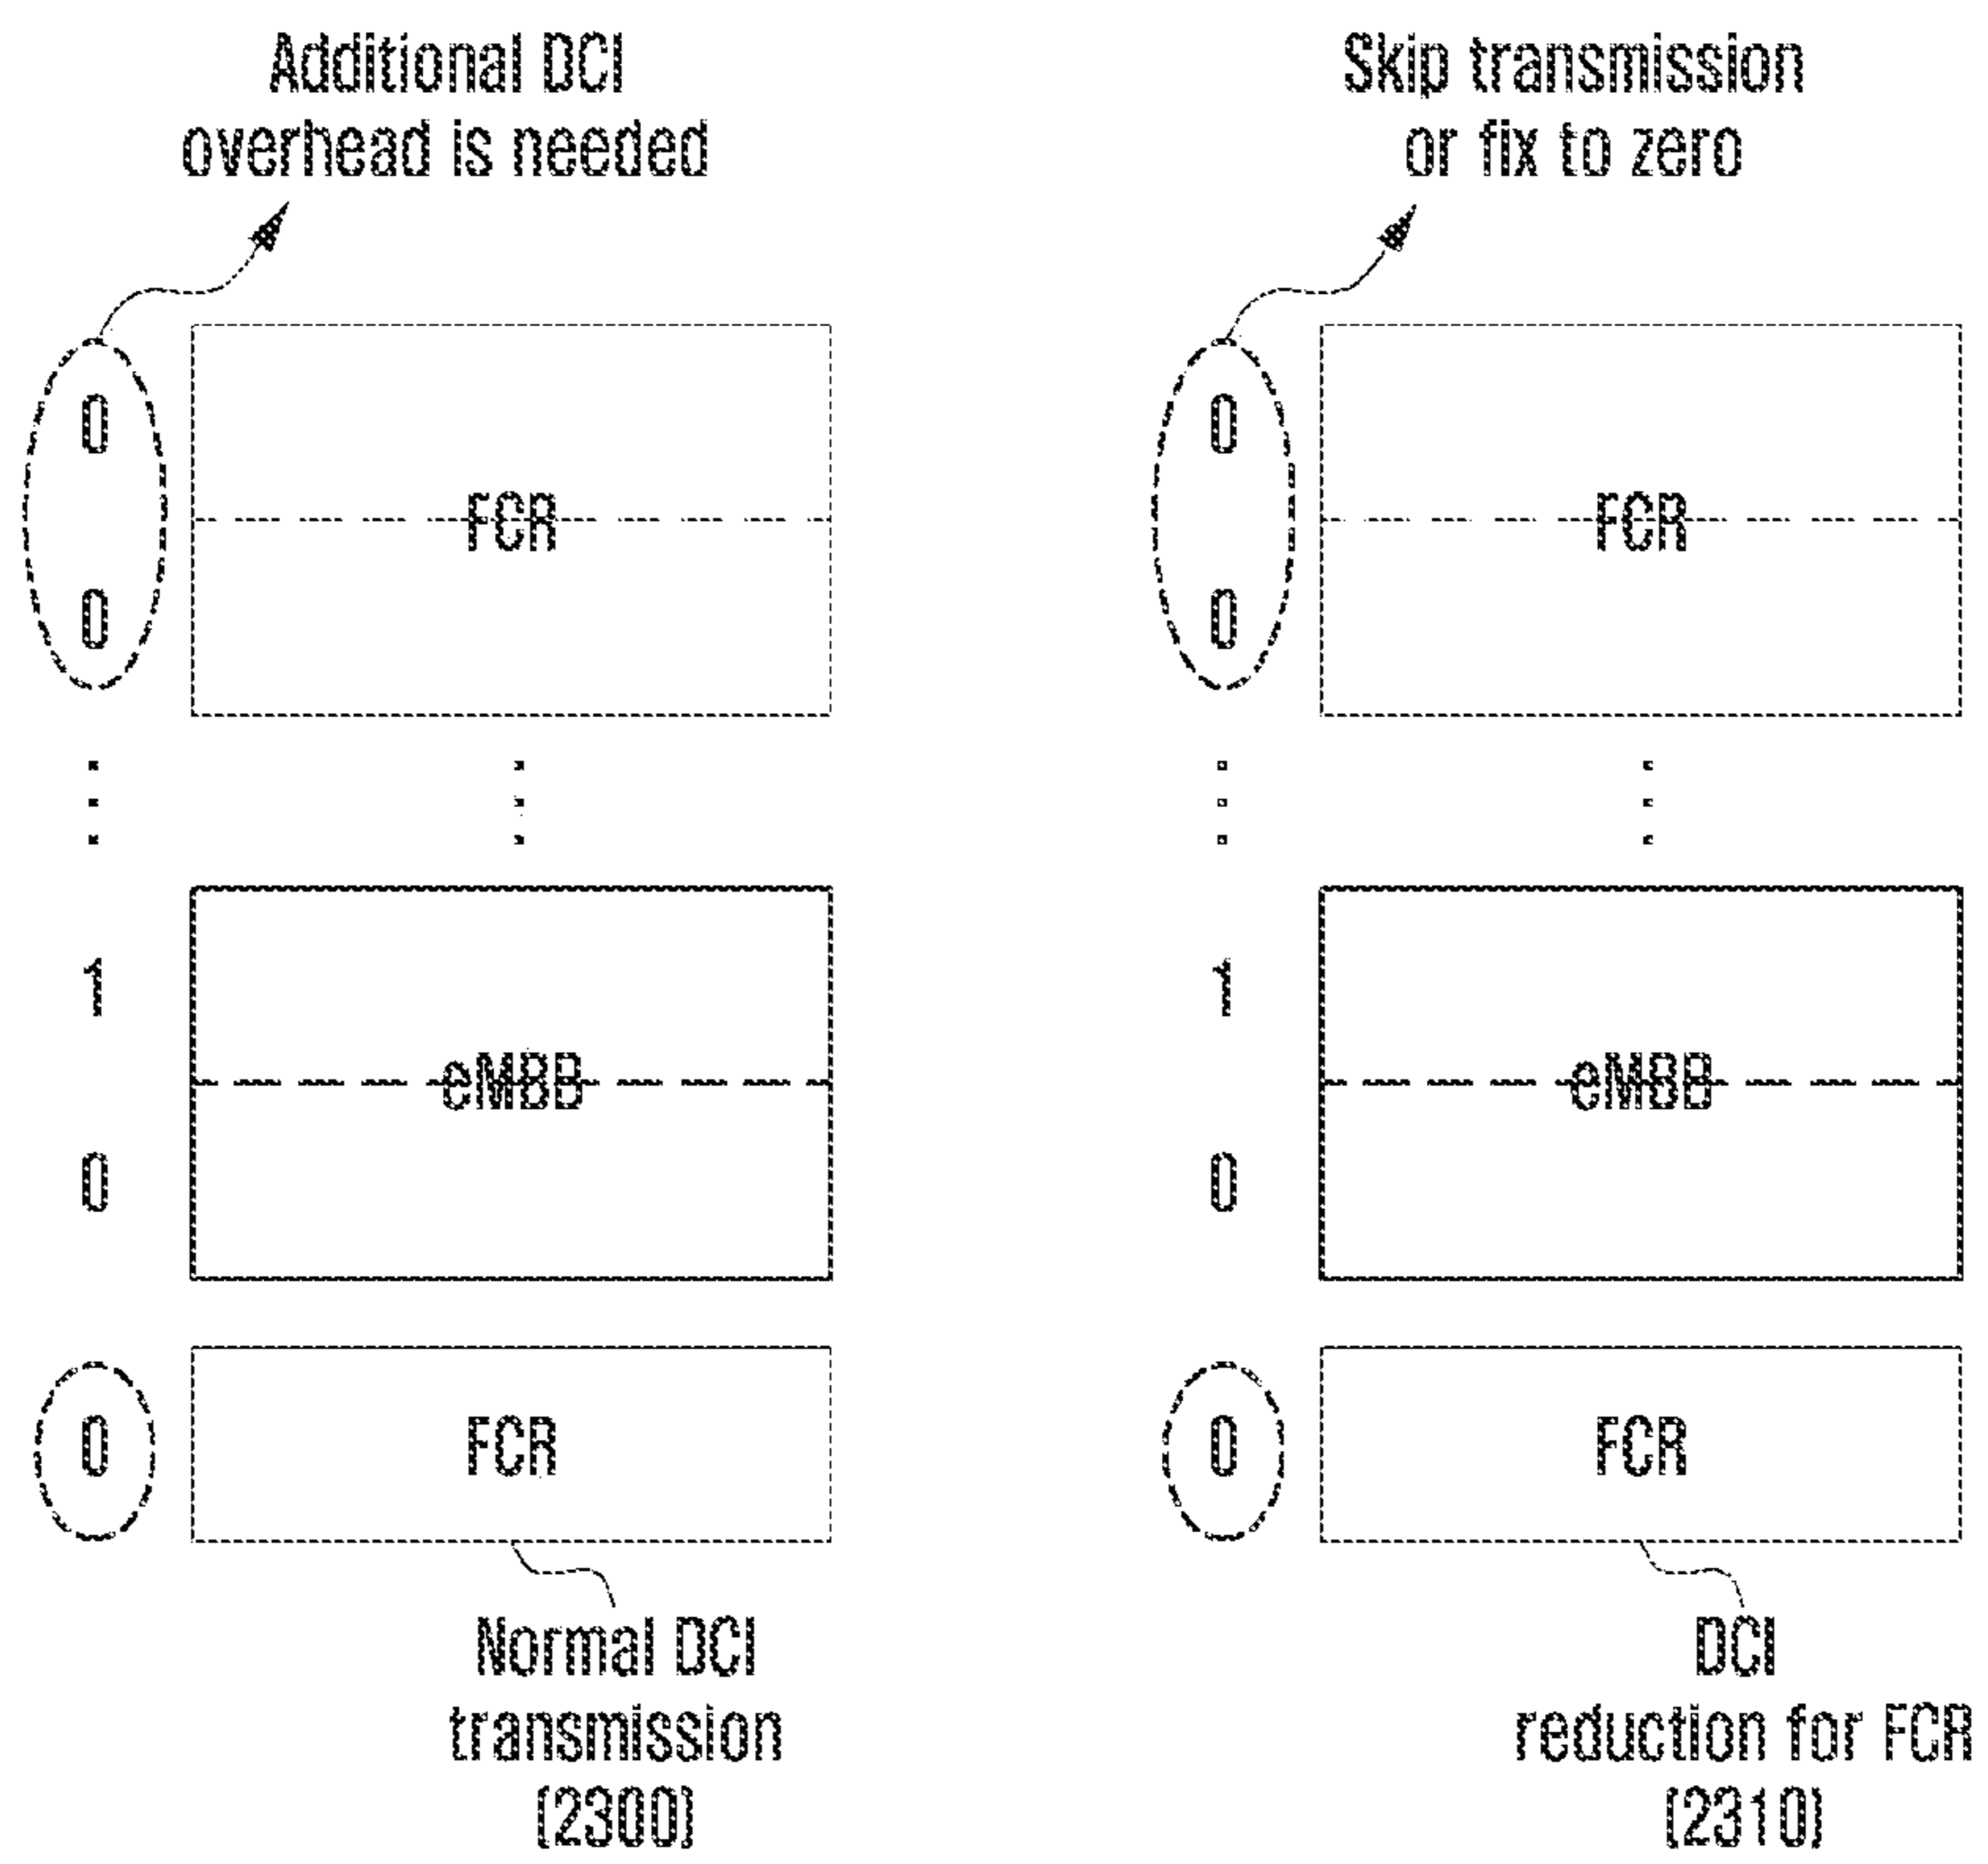 Additional DCI
overhead is needed
0
FCR
0
1
eMBB
0
0
FCR
Normal DCI
transmission
(2300)
Skip transmission
or fix to zero
0
FCR
0
1
eMBB
0
0
FCR
DCI
reduction for FCR
(2310)